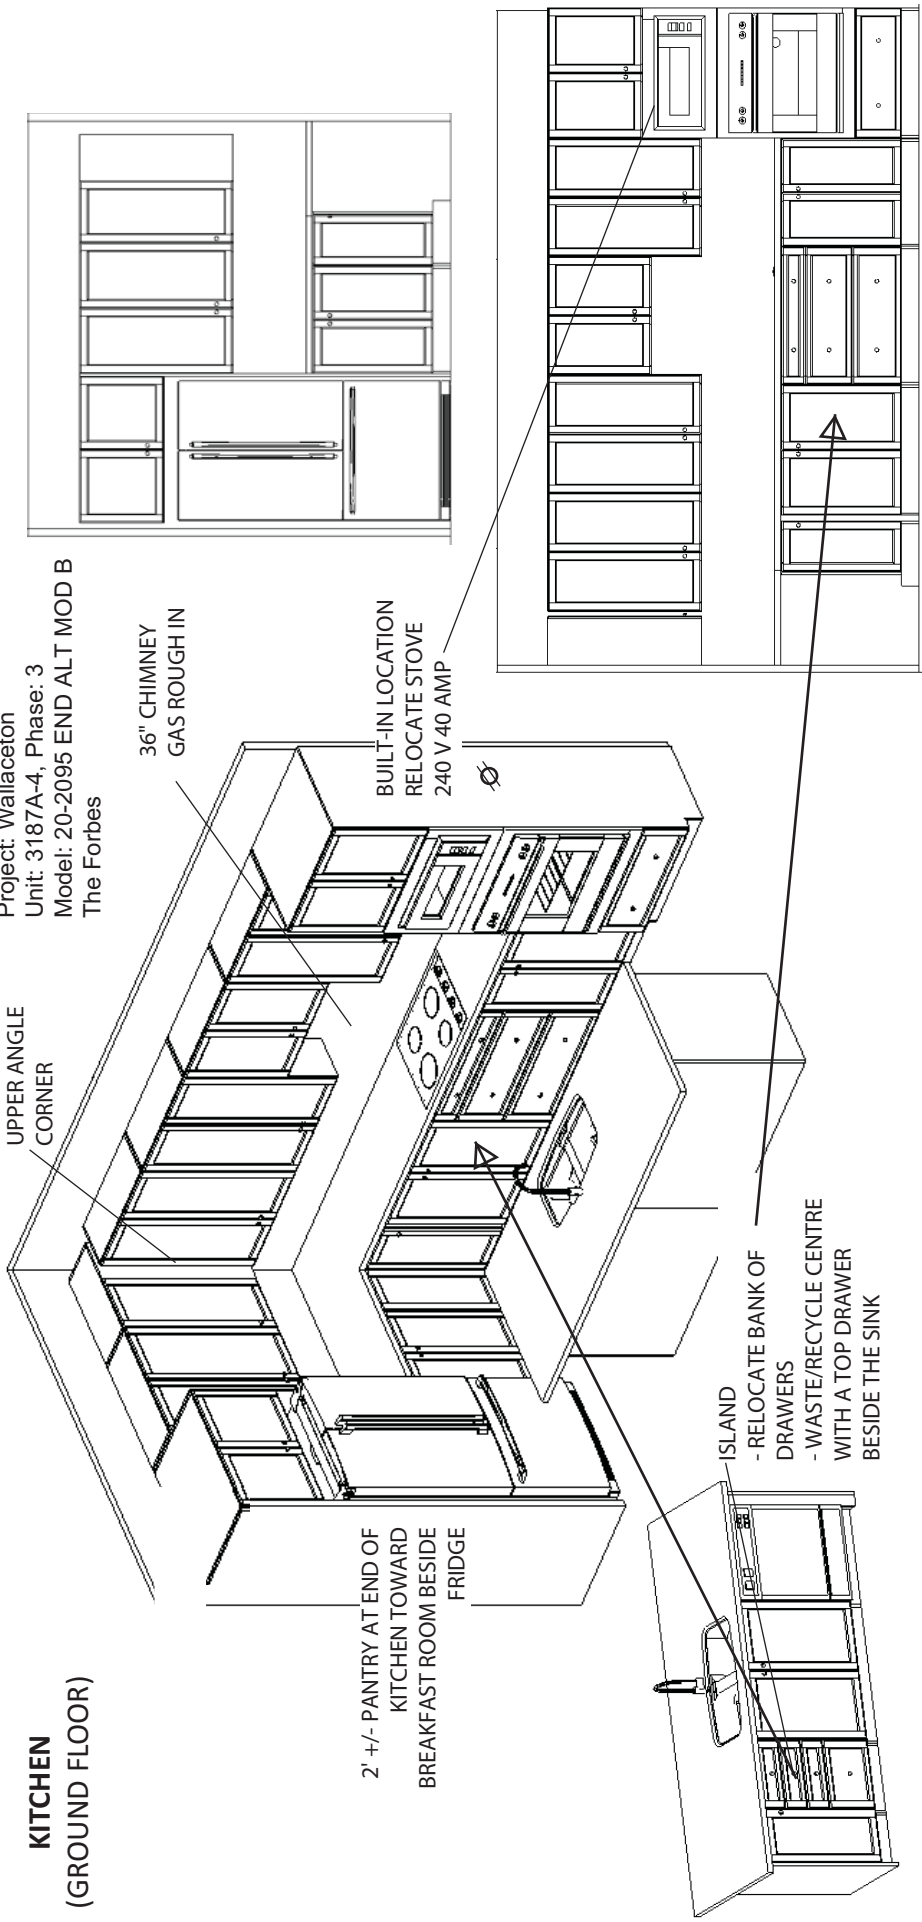 KITCHEN
(GROUND FLOOR)
Project: Wallaceton
Unit: 3187A-4, Phase: 3
Model: 20-2095 END ALT MOD B
The Forbes
UPPER ANGLE
CORNER
36" CHIMNEY
GAS ROUGH IN
BUILT-IN LOCATION
RELOCATE STOVE
240 V 40 AMP
2' +/- PANTRY AT END OF
KITCHEN TOWARD
BREAKFAST ROOM BESIDE
FRIDGE
ISLAND
- RELOCATE BANK OF
DRAWERS
- WASTE/RECYCLE CENTRE
WITH A TOP DRAWER
BESIDE THE SINK